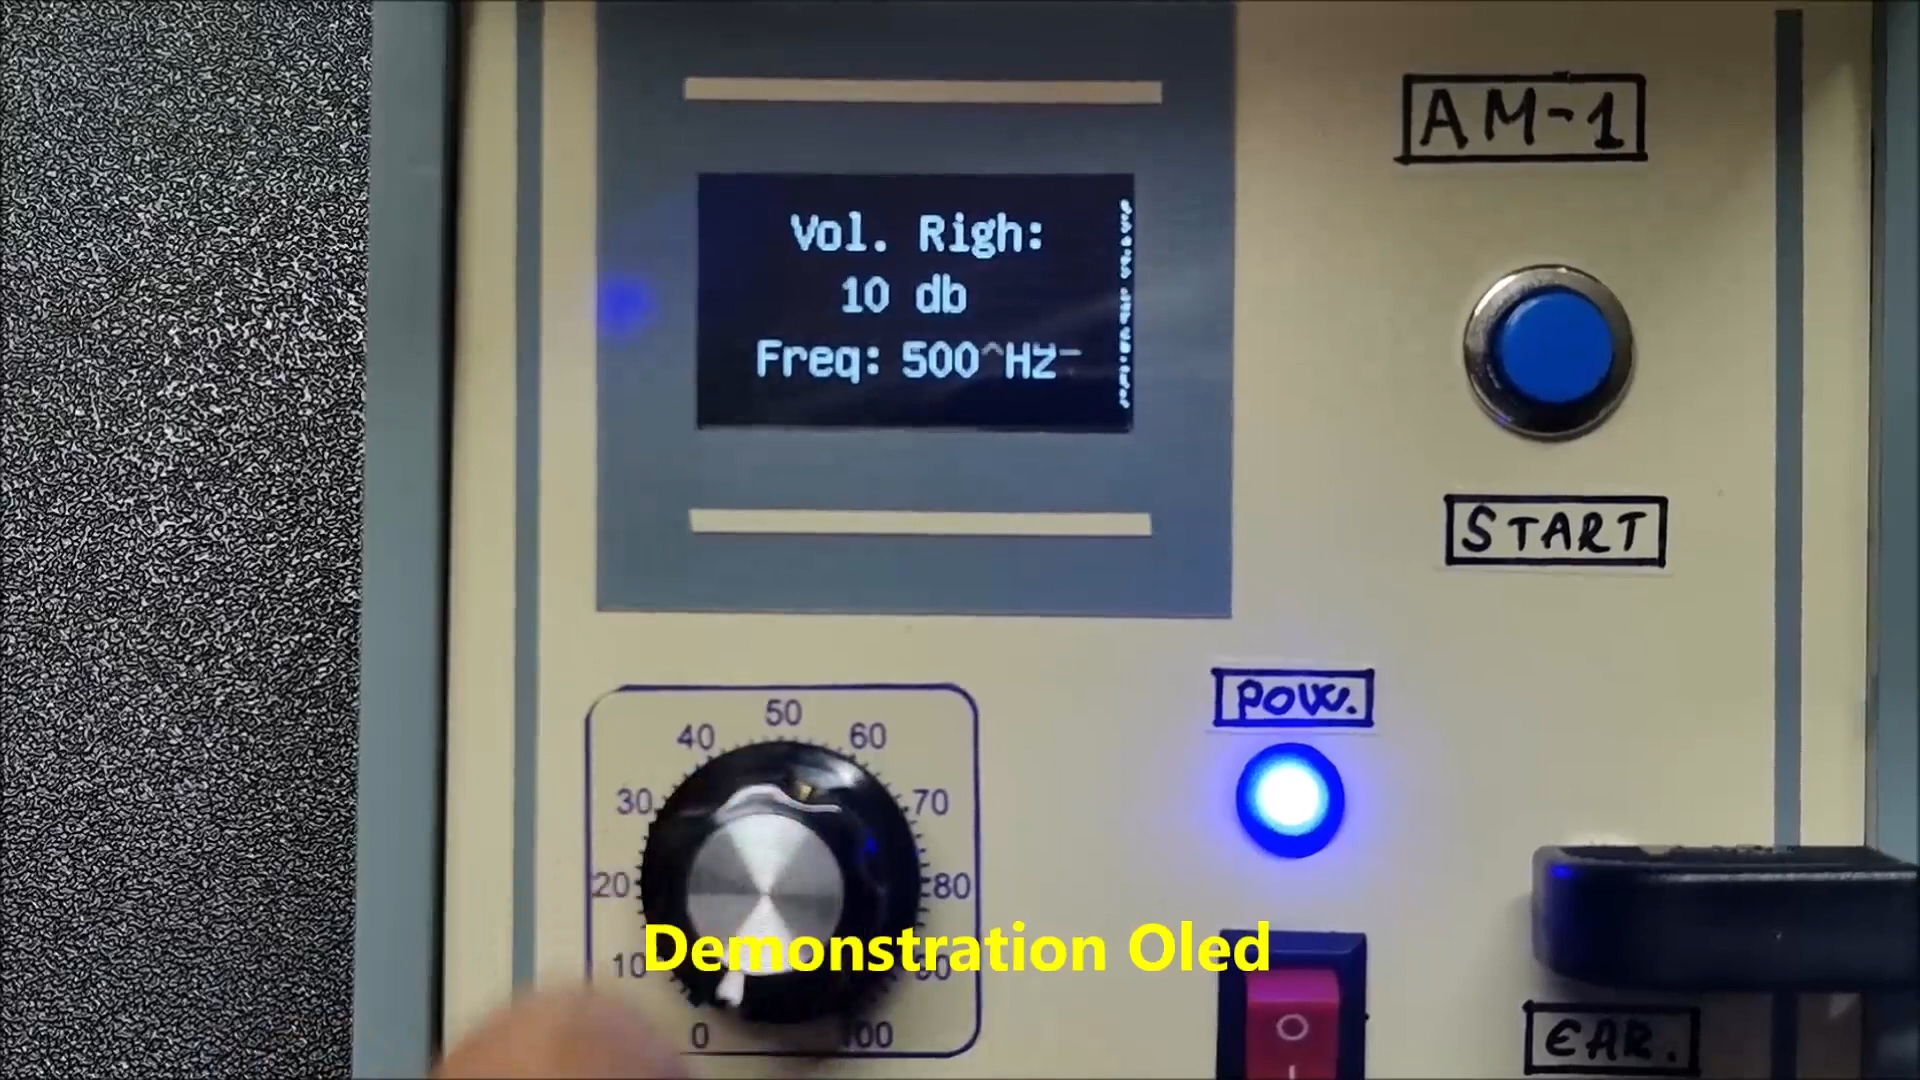 AM-1
Vol. Righ:
10 db
Freq: 500^Hz
START
POW.
50
40
60
30
70
20
80
10
0
100
O
I
EAR.
Demonstration Oled